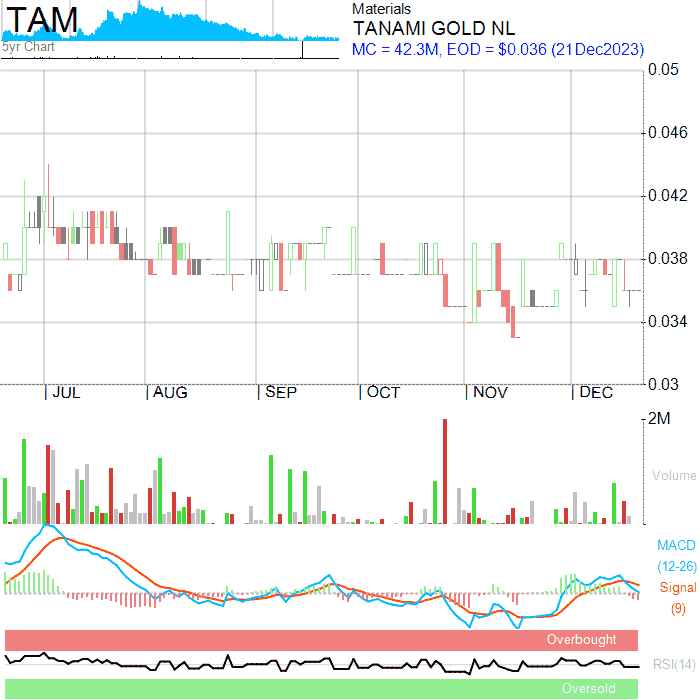 TAM
5yr Chart
Materials
TANAMI GOLD NL
MC = 42.3M, EOD = $0.036 (21Dec2023)
0.05
0.046
0.042
0.038
0.034
0.03
JUL AUG SEP OCT NOV DEC
2M
Volume
MACD
(12-26)
Signal
(9)
Overbought
RSI(14)
Oversold